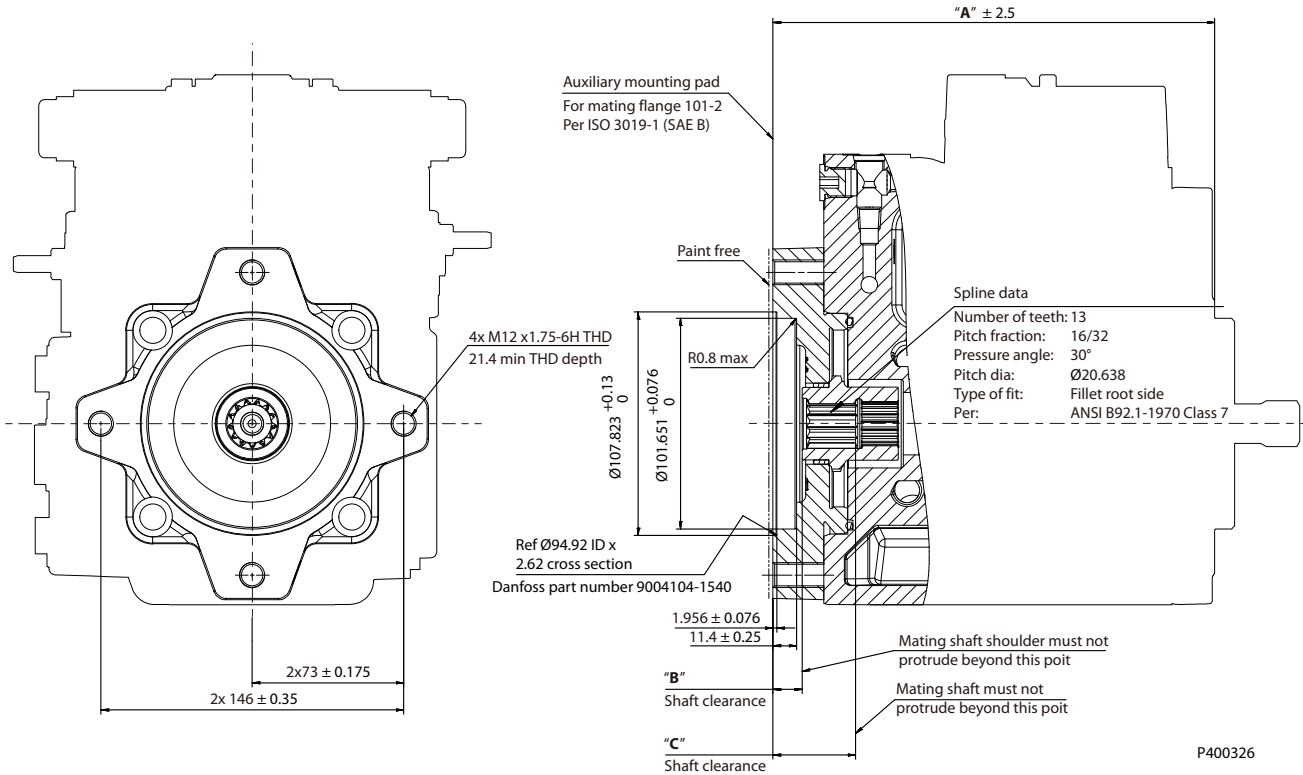 "A" ± 2.5
Auxiliary mounting pad
For mating flange 101-2
Per ISO 3019-1 (SAE B)
Paint free
Spline data
Number of teeth: 13
Pitch fraction: 16/32
Pressure angle: 30°
Pitch dia: Ø20.638
Type of fit: Fillet root side
Per: ANSI B92.1-1970 Class 7
4x M12 x1.75-6H THD
21.4 min THD depth
R0.8 max
Ø107.823 +0.13 0
Ø101.651 +0.076 0
Ref Ø94.92 ID x
2.62 cross section
Danfoss part number 9004104-1540
1.956 ± 0.076
11.4 ± 0.25
Mating shaft shoulder must not
protrude beyond this poit
2x73 ± 0.175
2x 146 ± 0.35
"B"
Shaft clearance
Mating shaft must not
protrude beyond this poit
"C"
Shaft clearance
P400326